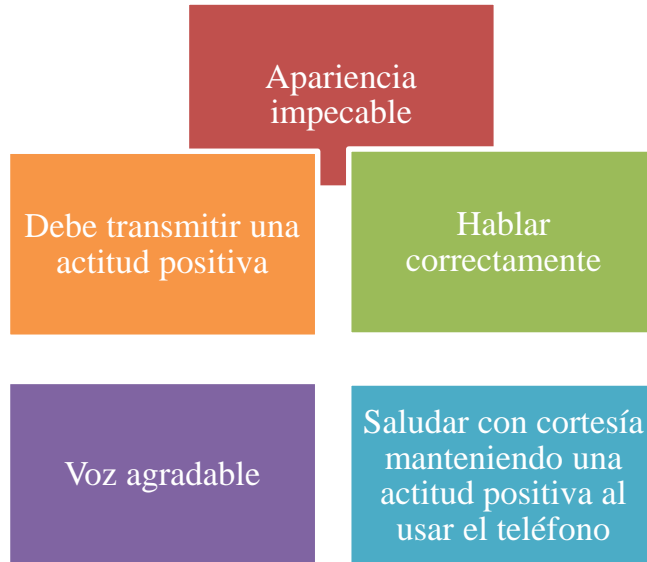 Apariencia
impecable
Debe transmitir una
actitud positiva
Hablar
correctamente
Voz agradable
Saludar con cortesía
manteniendo una
actitud positiva al
usar el teléfono